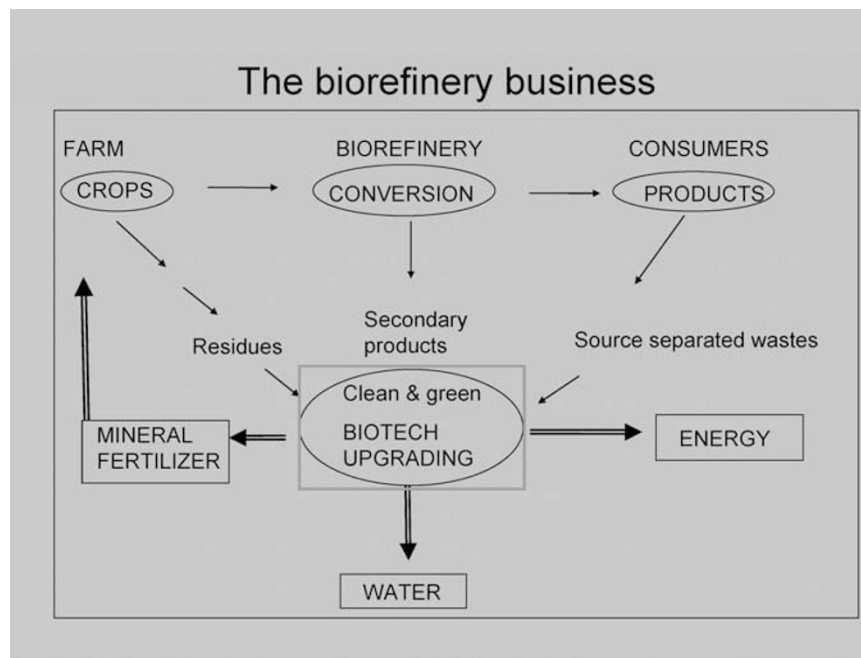 The biorefinery business
FARM
BIOREFINERY
CONSUMERS
CROPS
CONVERSION
PRODUCTS
Residues
Secondary
products
Source separated wastes
Clean & green
BIOTECH
UPGRADING
MINERAL
FERTILIZER
ENERGY
WATER